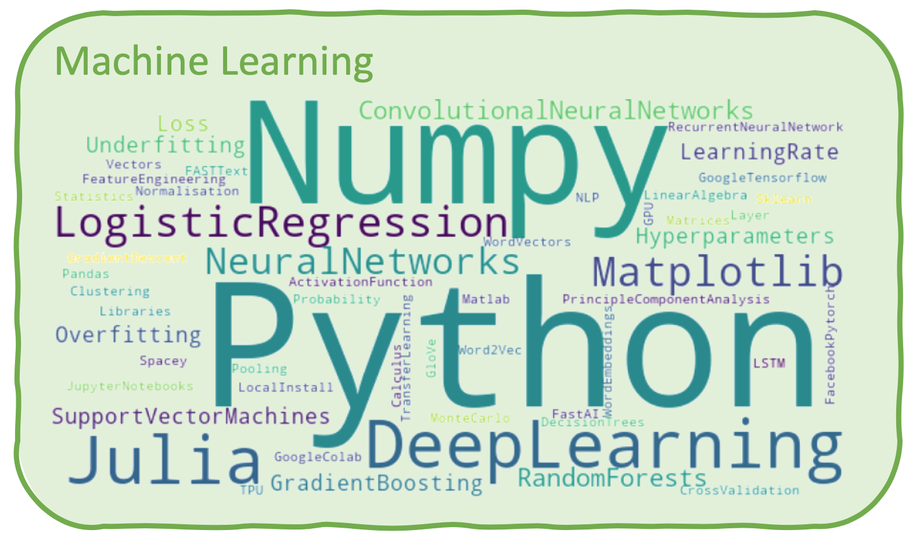 Machine Learning
Numpy
ConvolutionalNeuralNetworks
Loss
RecurrentNeuralNetwork
Underfitting
LearningRate
Vectors
FASTText
FeatureEngineering
GoogleTensorflow
Normalisation
Statistics
NLP
LinearAlgebra
Sklearn
GPU
LogisticRegression
Matrices
Layer
WordVectors
Hyperparameters
GradientDescent
NeuralNetworks
Matplotlib
Pandas
ActivationFunction
Clustering
Probability
Matlab
PrincipleComponentAnalysis
Python
Libraries
TransferLearning
WordEmbeddings
FacebookPytorch
Overfitting
Calculus
GloVe
Word2Vec
Spacey
Pooling
LSTM
JupyterNotebooks
LocalInstall
SupportVectorMachines
MonteCarlo
FastAI
DecisionTrees
Julia
DeepLearning
GoogleColab
TPU
GradientBoosting
RandomForests
CrossValidation